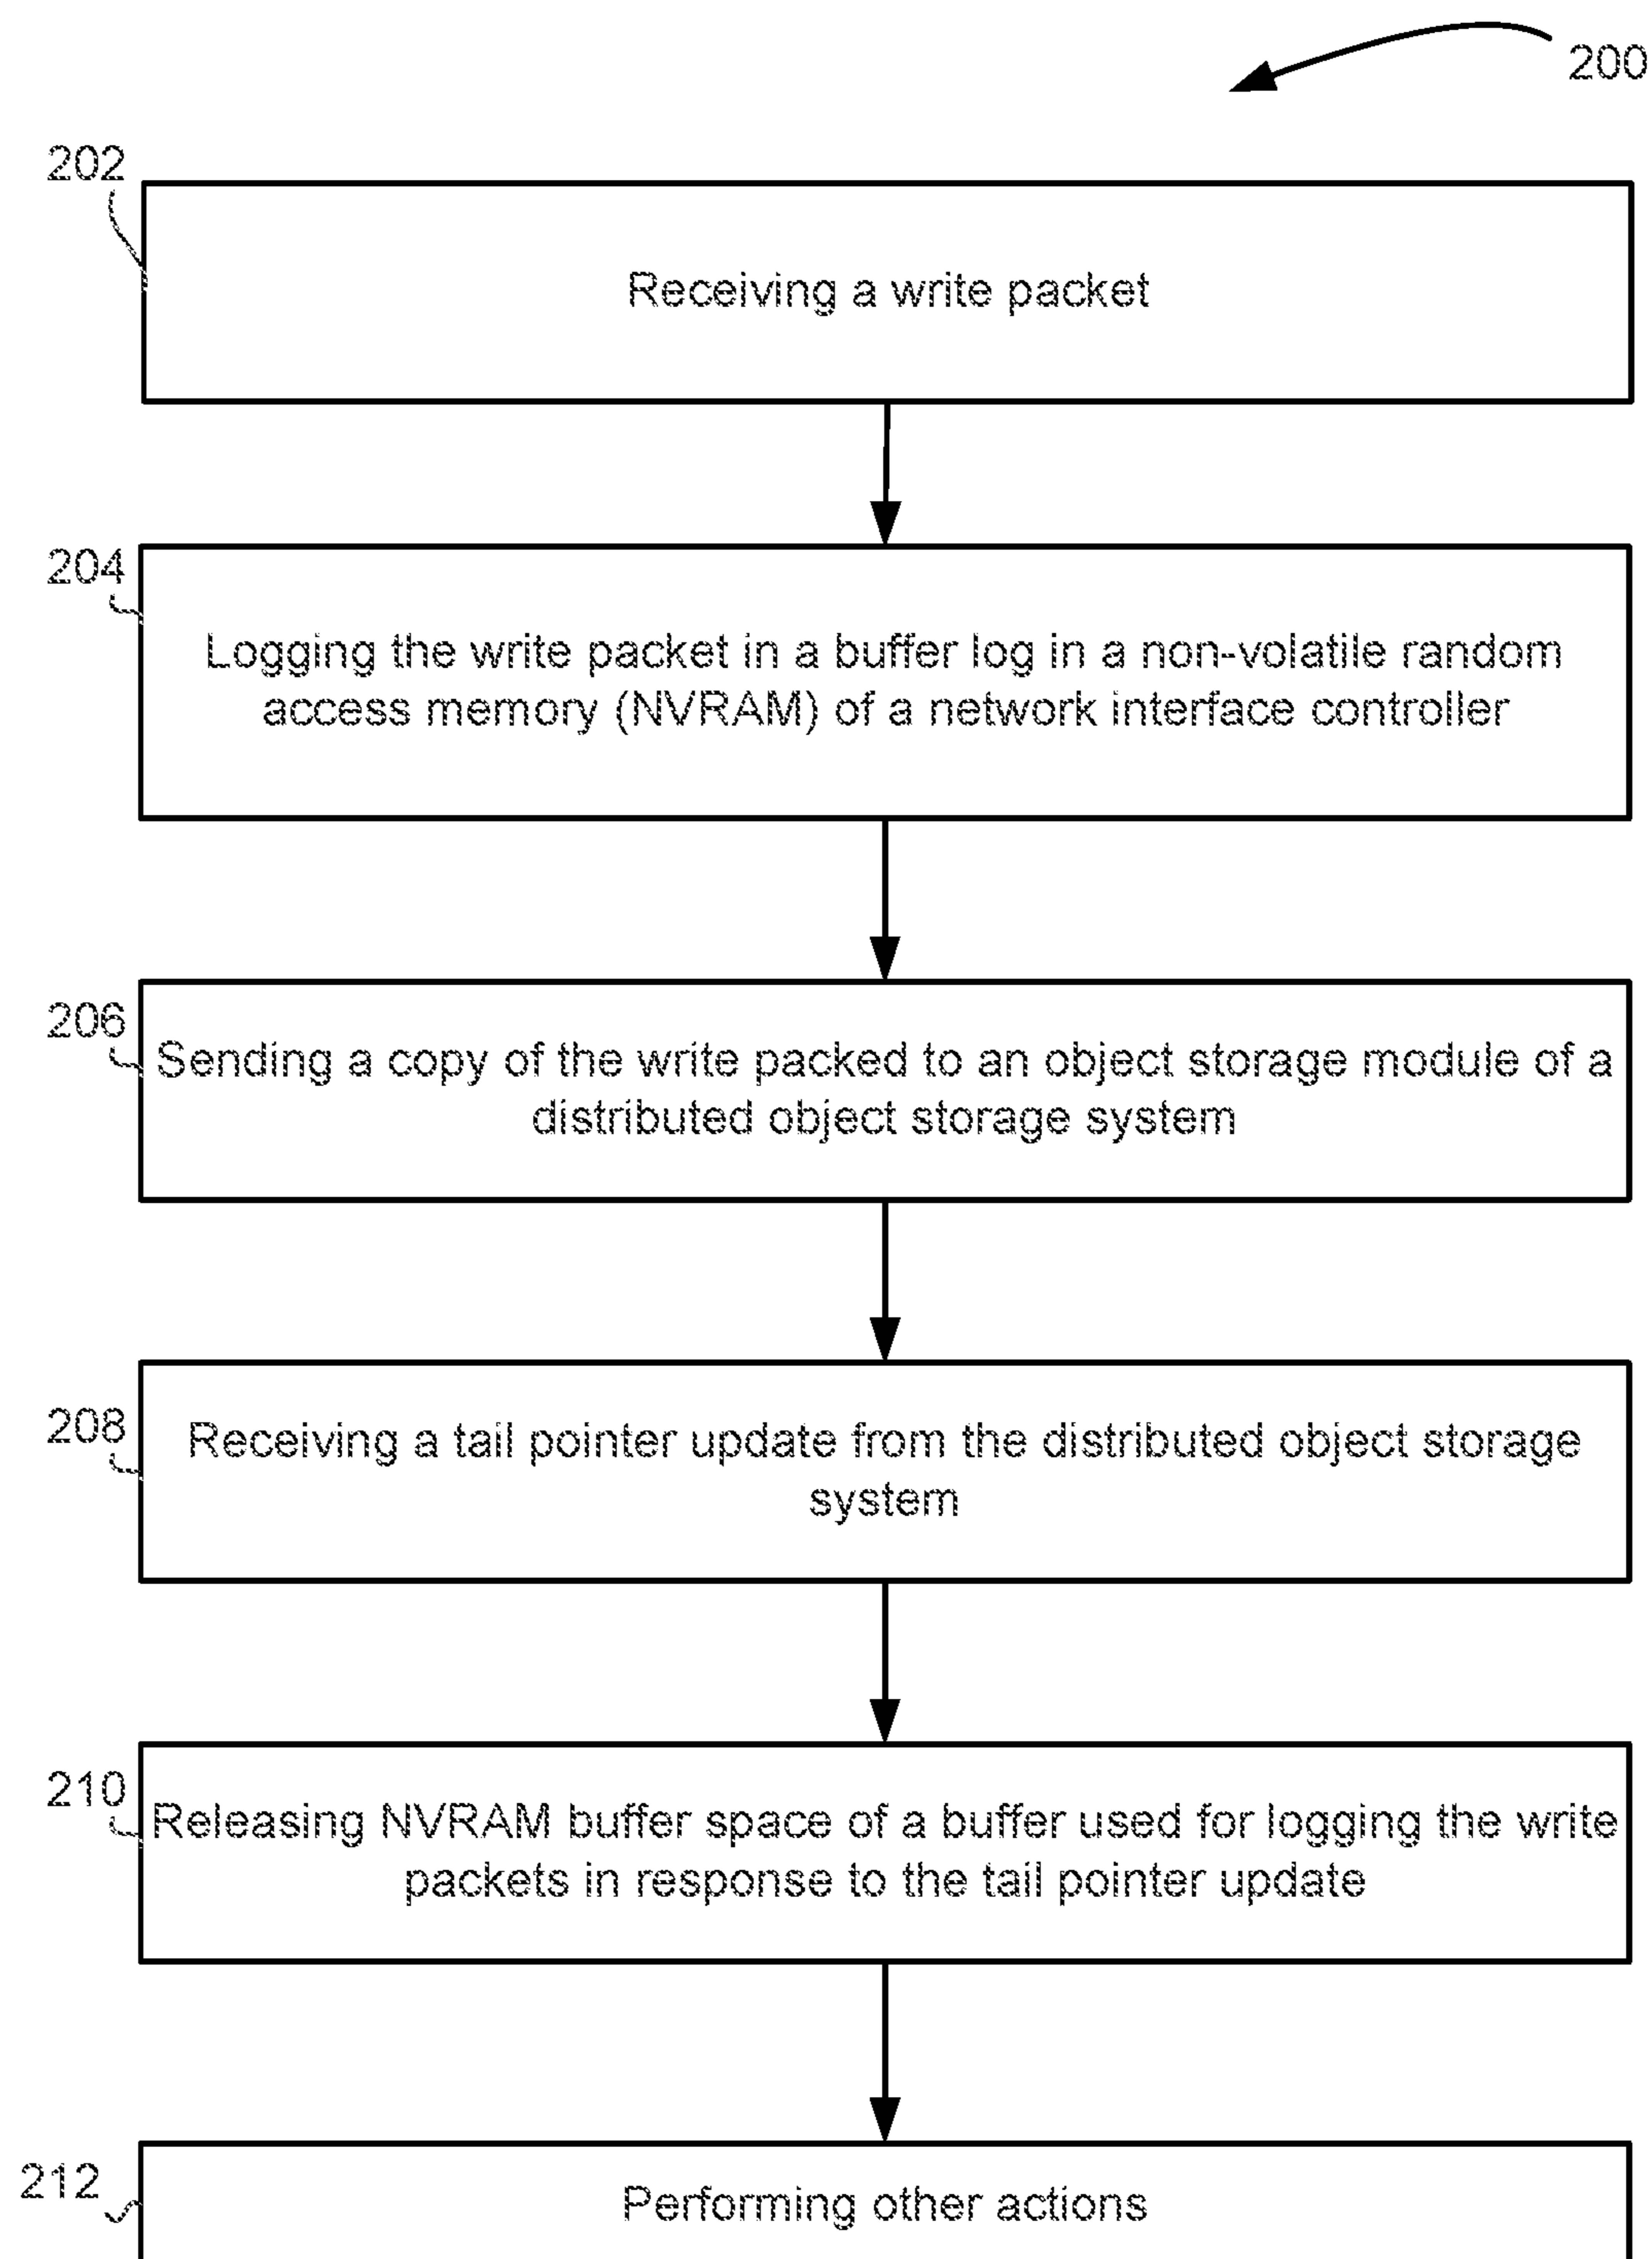 200
202
Receiving a write packet
204
Logging the write packet in a buffer log in a non-volatile random
access memory (NVRAM) of a network interface controller
206
Sending a copy of the write packed to an object storage module of a
distributed object storage system
208
Receiving a tail pointer update from the distributed object storage
system
210
Releasing NVRAM buffer space of a buffer used for logging the write
packets in response to the tail pointer update
212
Performing other actions